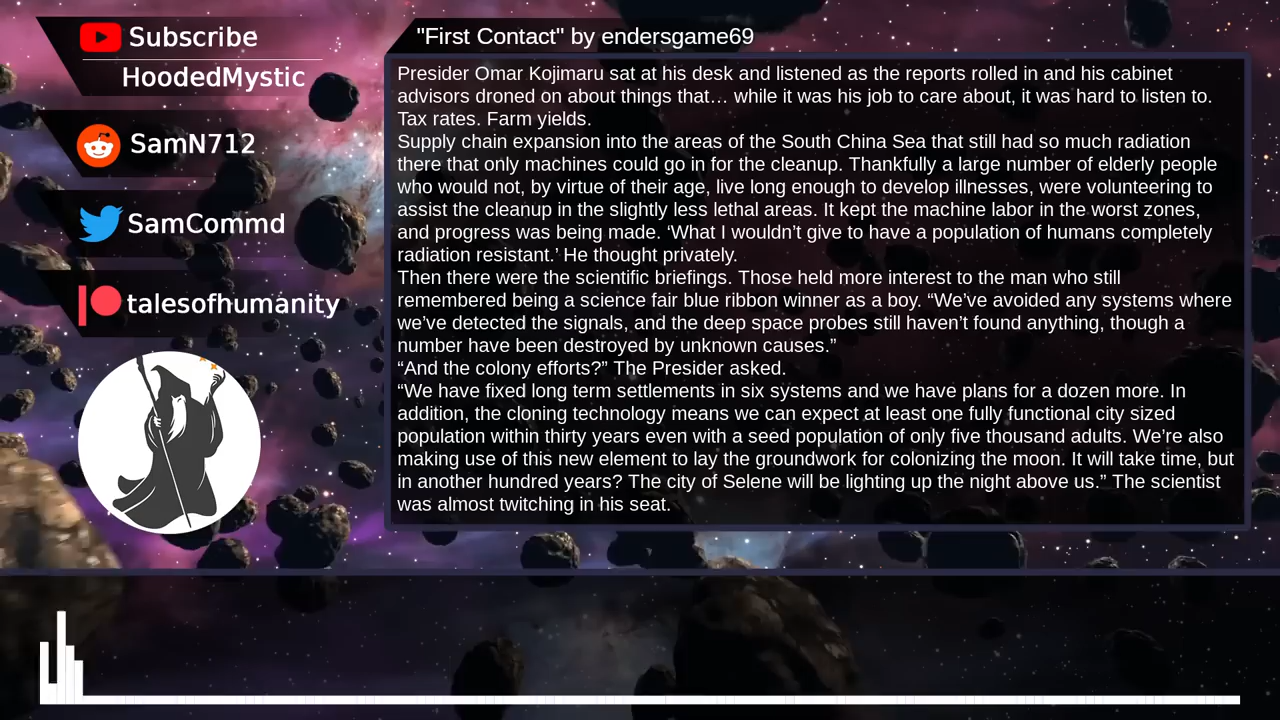 Subscribe
HoodedMystic
SamN712
SamCommd
talesofhumanity
"First Contact" by endersgame69
Presider Omar Kojimaru sat at his desk and listened as the reports rolled in and his cabinet
advisors droned on about things that… while it was his job to care about, it was hard to listen to.
Tax rates. Farm yields.
Supply chain expansion into the areas of the South China Sea that still had so much radiation
there that only machines could go in for the cleanup. Thankfully a large number of elderly people
who would not, by virtue of their age, live long enough to develop illnesses, were volunteering to
assist the cleanup in the slightly less lethal areas. It kept the machine labor in the worst zones,
and progress was being made. ‘What I wouldn’t give to have a population of humans completely
radiation resistant.’ He thought privately.
Then there were the scientific briefings. Those held more interest to the man who still
remembered being a science fair blue ribbon winner as a boy. “We’ve avoided any systems where
we’ve detected the signals, and the deep space probes still haven’t found anything, though a
number have been destroyed by unknown causes.”
“And the colony efforts?” The Presider asked.
“We have fixed long term settlements in six systems and we have plans for a dozen more. In
addition, the cloning technology means we can expect at least one fully functional city sized
population within thirty years even with a seed population of only five thousand adults. We’re also
making use of this new element to lay the groundwork for colonizing the moon. It will take time, but
in another hundred years? The city of Selene will be lighting up the night above us.” The scientist
was almost twitching in his seat.